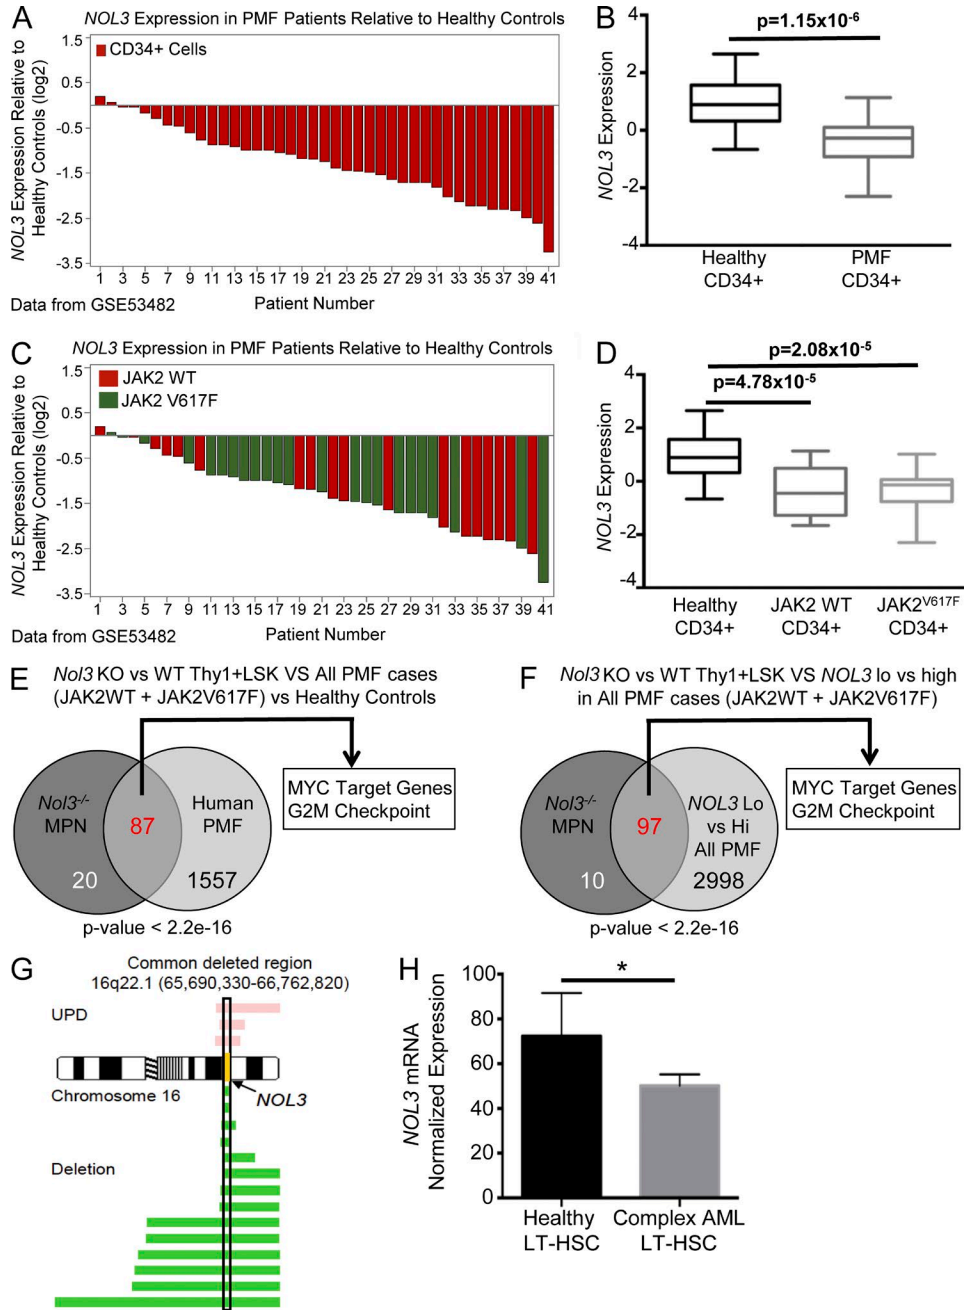 A
NOL3 Expression in PMF Patients Relative to Healthy Controls
NOL3 Expression Relative to
Healthy Controls (log2)
1.5
0.5
-0.5
-1.5
-2.5
-3.5
CD34+ Cells
1 3 5 7 9 11 13 15 17 19 21 23 25 27 29 31 33 35 37 39 41
Data from GSE53482
Patient Number
B
p=1.15x10-6
NOL3 Expression
4
2
0
-2
-4
Healthy
CD34+
PMF
CD34+
C
NOL3 Expression in PMF Patients Relative to Healthy Controls
NOL3 Expression Relative to
Healthy Controls (log2)
1.5
0.5
-0.5
-1.5
-2.5
-3.5
JAK2 WT
JAK2 V617F
1 3 5 7 9 11 13 15 17 19 21 23 25 27 29 31 33 35 37 39 41
Data from GSE53482
Patient Number
D
p=2.08x10-5
p=4.78x10-5
NOL3 Expression
4
2
0
-2
-4
Healthy
CD34+
JAK2 WT
CD34+
JAK2V617F
CD34+
E
Nol3 KO vs WT Thy1+LSK VS All PMF cases
(JAK2WT + JAK2V617F) vs Healthy Controls
Nol3-/-
MPN
87
Human
PMF
20
1557
MYC Target Genes
G2M Checkpoint
p-value < 2.2e-16
F
Nol3 KO vs WT Thy1+LSK VS NOL3 lo vs high
in All PMF cases (JAK2WT + JAK2V617F)
Nol3-/-
MPN
97
NOL3 Lo
vs Hi
All PMF
10
2998
MYC Target Genes
G2M Checkpoint
p-value < 2.2e-16
G
Common deleted region
16q22.1 (65,690,330-66,762,820)
UPD
Chromosome 16
NOL3
Deletion
H
NOL3 mRNA
Normalized Expression
100
80
60
40
20
0
*
Healthy
LT-HSC
Complex AML
LT-HSC